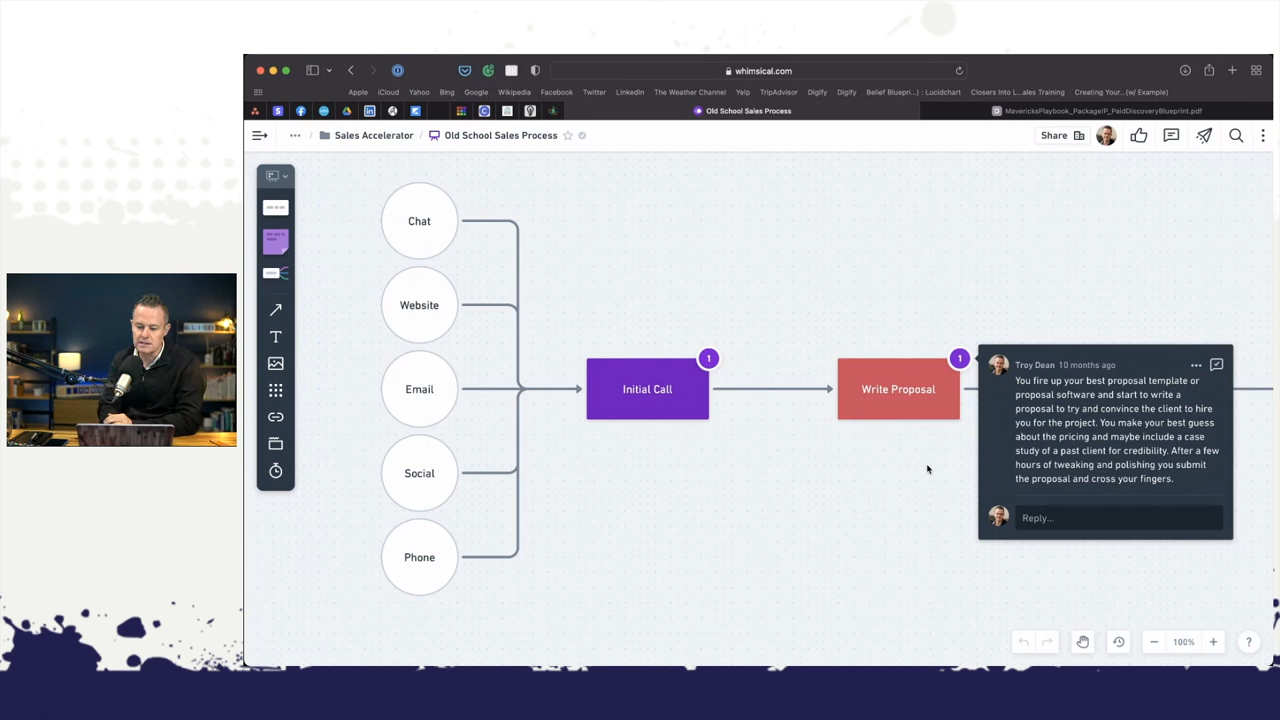 whimsical.com
Apple iCloud Yahoo Bing Google Wikipedia Facebook Twitter LinkedIn The Weather Channel Yelp TripAdvisor Digify Digify Belief Bluepri...: Lucidchart Closers Into L...ales Training Creating Your...(w/ Example)
Old School Sales Process
MavericksPlaybook_PackageIP_PaidDiscoveryBlueprint.pdf
... / Sales Accelerator / Old School Sales Process
Share
Chat
Website
Email
Social
Phone
Initial Call
1
Write Proposal
1
Troy Dean 10 months ago
You fire up your best proposal template or
proposal software and start to write a
proposal to try and convince the client to hire
you for the project. You make your best guess
about the pricing and maybe include a case
study of a past client for credibility. After a few
hours of tweaking and polishing you submit
the proposal and cross your fingers.
Reply...
100%
?